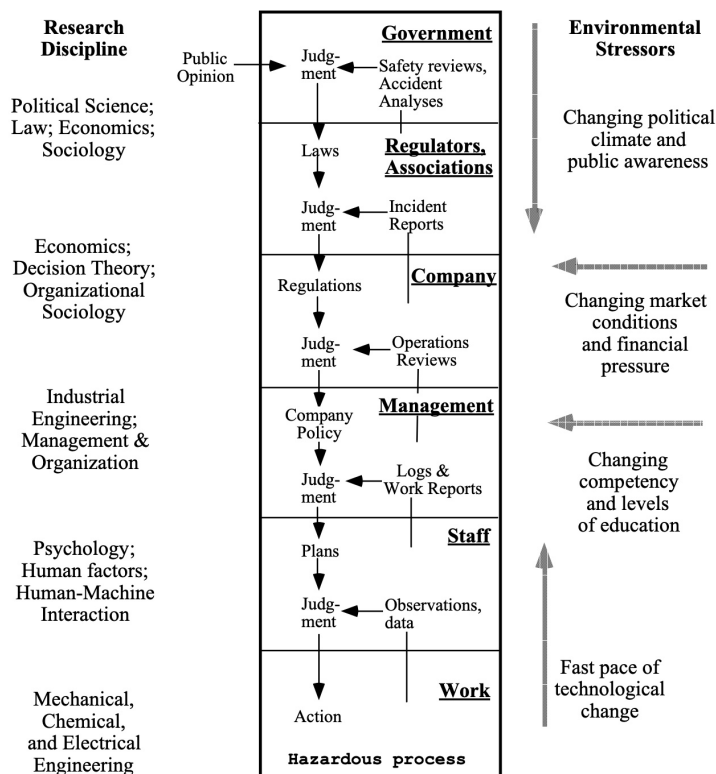 Research
Discipline
Political Science;
Law; Economics;
Sociology
Economics;
Decision Theory;
Organizational
Sociology
Industrial
Engineering;
Management &
Organization
Psychology;
Human factors;
Human-Machine
Interaction
Mechanical,
Chemical,
and Electrical
Engineering
Public
Opinion
Government
Judg-
ment
Safety reviews,
Accident
Analyses
Laws
Regulators,
Associations
Judg-
ment
Incident
Reports
Company
Regulations
Judg-
ment
Operations
Reviews
Management
Company
Policy
Judg-
ment
Logs &
Work Reports
Staff
Plans
Judg-
ment
Observations,
data
Work
Action
Hazardous process
Environmental
Stressors
Changing political
climate and
public awareness
Changing market
conditions
and financial
pressure
Changing
competency
and levels
of education
Fast pace of
technological
change